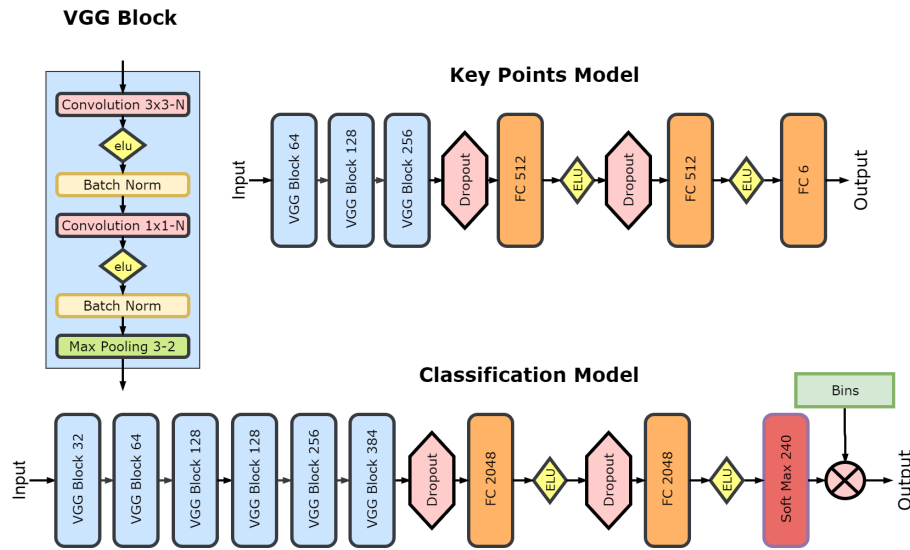 VGG Block
Convolution 3x3-N
elu
Batch Norm
Convolution 1x1-N
elu
Batch Norm
Max Pooling 3-2
Key Points Model
Input
VGG Block 64
VGG Block 128
VGG Block 256
Dropout
FC 512
ELU
Dropout
FC 512
ELU
FC 6
Output
Classification Model
Input
VGG Block 32
VGG Block 64
VGG Block 128
VGG Block 128
VGG Block 256
VGG Block 384
Dropout
FC 2048
ELU
Dropout
FC 2048
ELU
Soft Max 240
Bins
Output